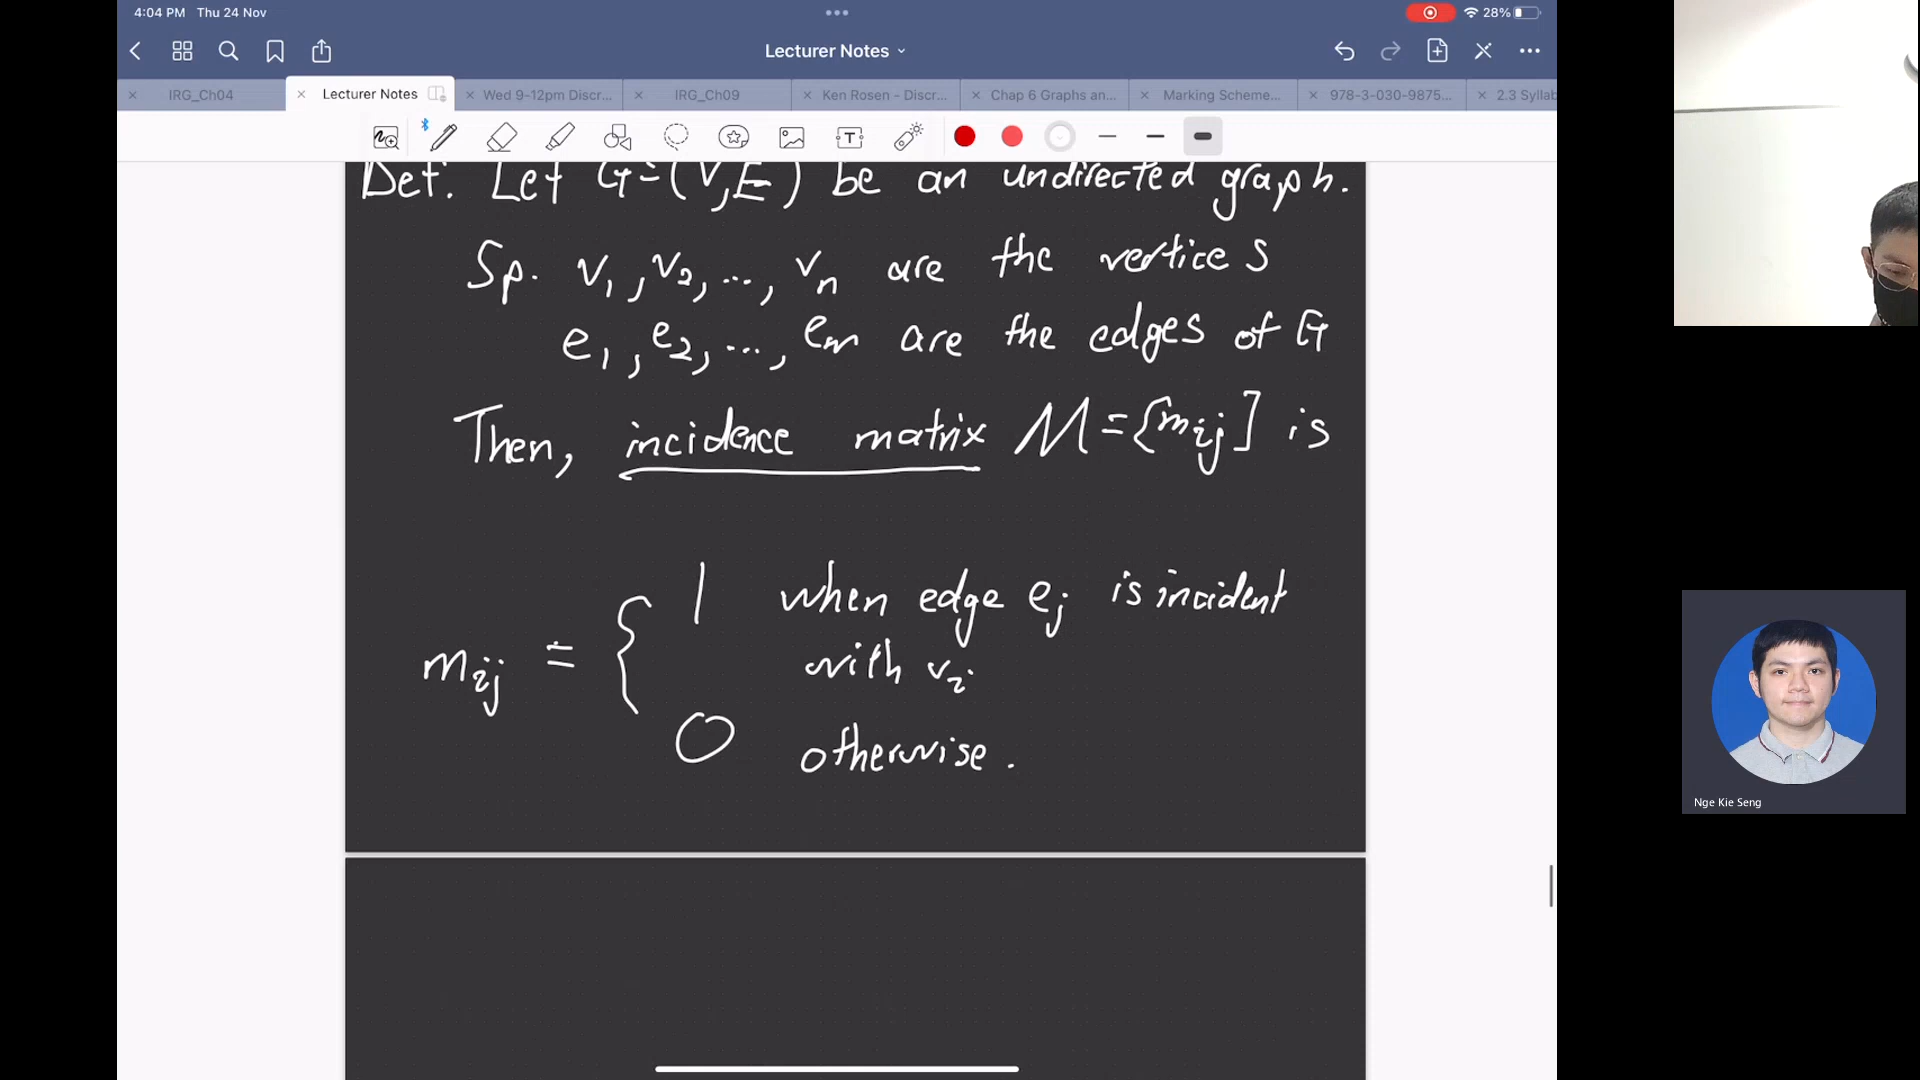 4:04 PM Thu 24 Nov
28%
Lecturer Notes
IRG_Ch04
Lecturer Notes
Wed 9-12pm Discr...
IRG_Ch09
Ken Rosen - Discr...
Chap 6 Graphs an...
Marking Scheme...
978-3-030-9875...
2.3 Syllab
Def. Let G=(V,E) be an undirected graph.
Sp. v1, v2, ..., vn are the vertices
e1, e2, ..., em are the edges of G
Then, incidence matrix M = [mij] is
mij = { 1 when edge ej is incident
with vi
0 otherwise.
Nge Kie Seng